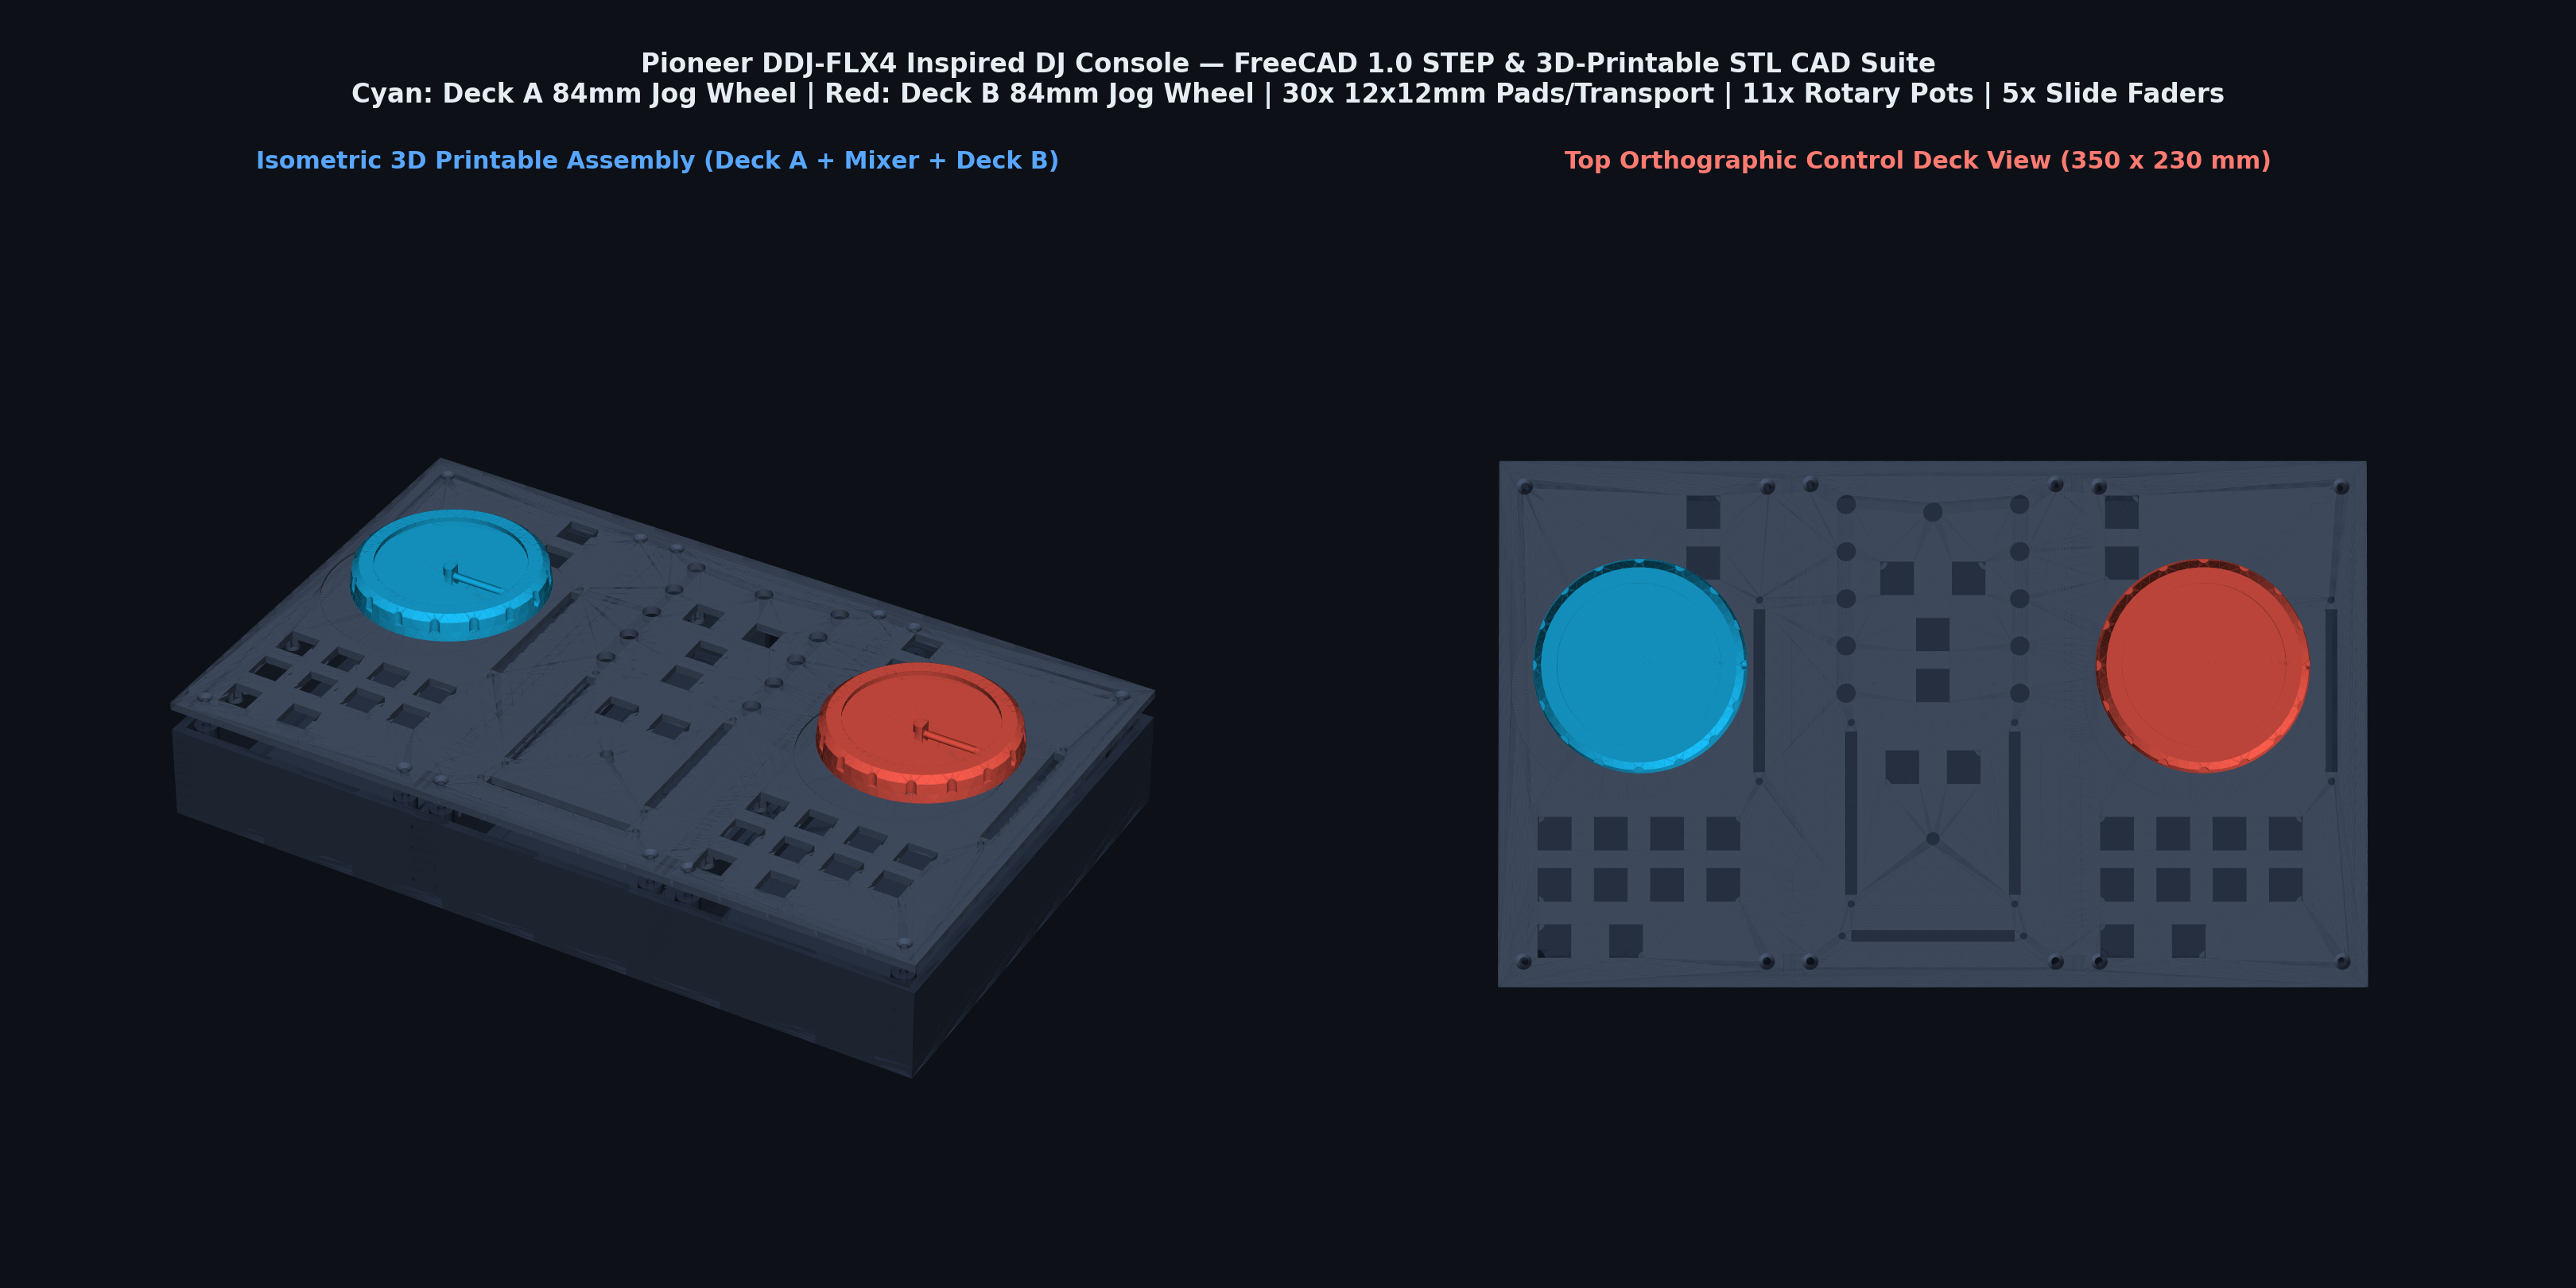 Pioneer DDJ-FLX4 Inspired DJ Console — FreeCAD 1.0 STEP & 3D-Printable STL CAD Suite
Cyan: Deck A 84mm Jog Wheel | Red: Deck B 84mm Jog Wheel | 30x 12x12mm Pads/Transport | 11x Rotary Pots | 5x Slide Faders
Isometric 3D Printable Assembly (Deck A + Mixer + Deck B)
Top Orthographic Control Deck View (350 x 230 mm)